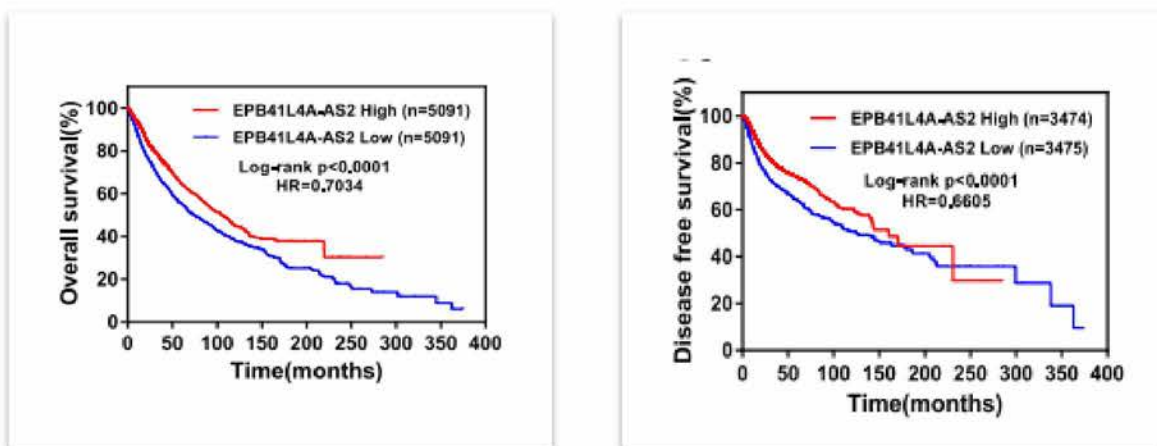 Overall survival(%)
100
80
60
40
20
0
EPB41L4A-AS2 High (n=5091)
EPB41L4A-AS2 Low (n=5091)
Log-rank p<0.0001
HR=0.7034
0 50 100 150 200 250 300 350 400
Time(months)
Disease free survival(%)
100
80
60
40
20
0
EPB41L4A-AS2 High (n=3474)
EPB41L4A-AS2 Low (n=3475)
Log-rank p<0.0001
HR=0.6605
0 50 100 150 200 250 300 350 400
Time(months)